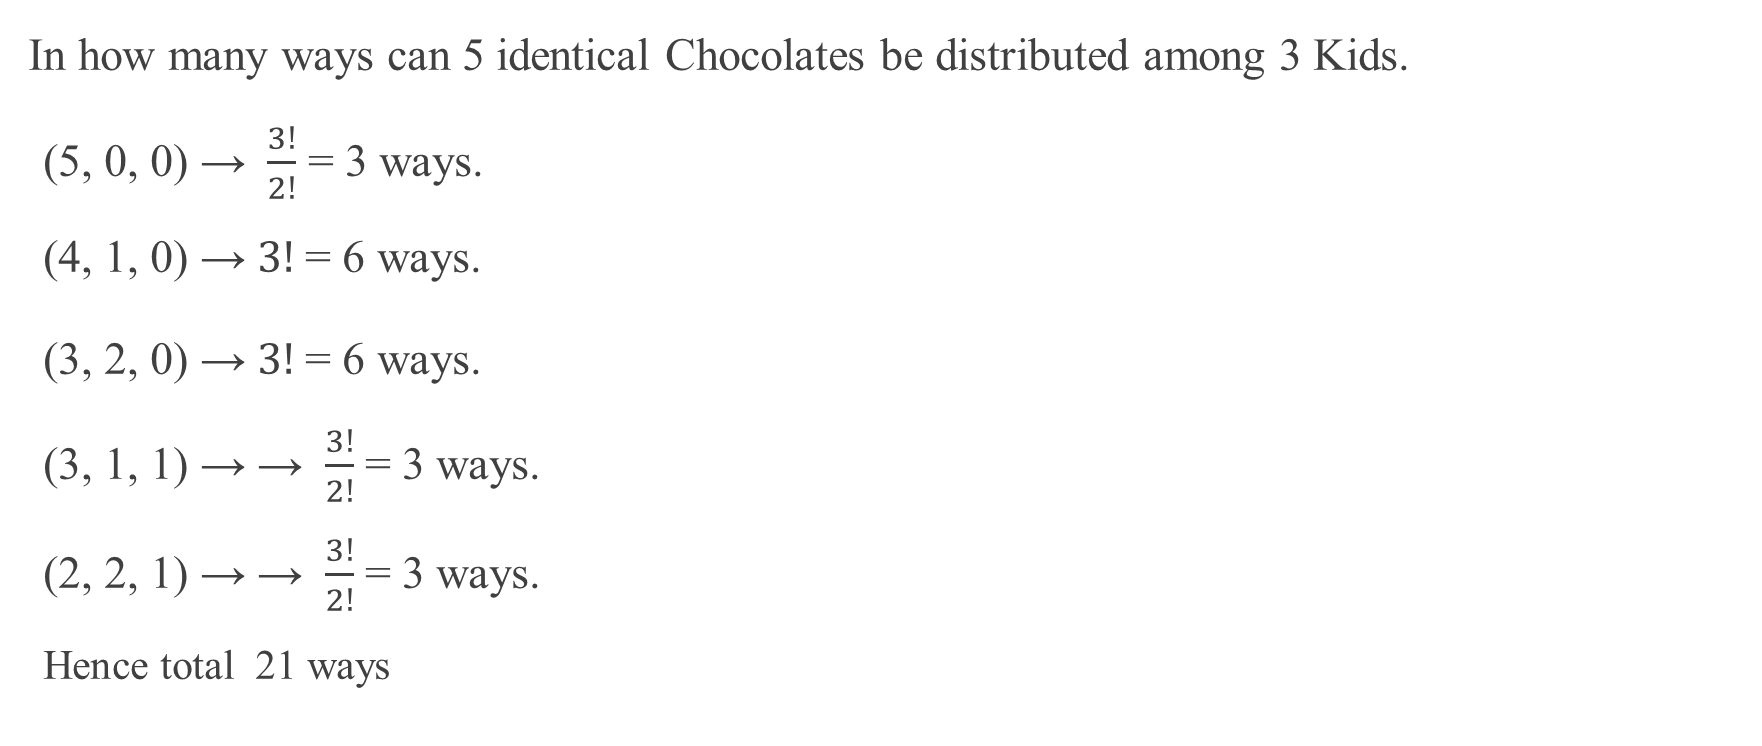 In how many ways can 5 identical Chocolates be distributed among 3 Kids.
(5, 0, 0) → 3!/2! = 3 ways.
(4, 1, 0) → 3! = 6 ways.
(3, 2, 0) → 3! = 6 ways.
(3, 1, 1) → → 3!/2! = 3 ways.
(2, 2, 1) → → 3!/2! = 3 ways.
Hence total 21 ways